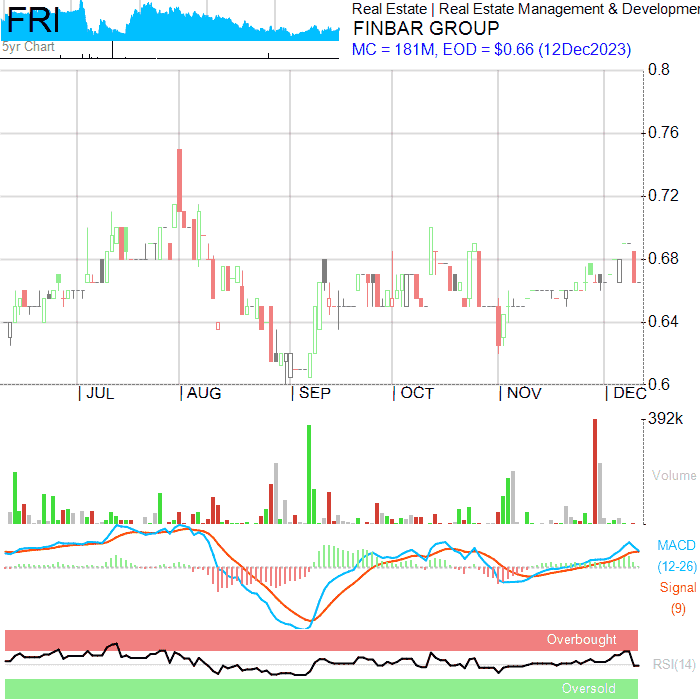 FRI
5yr Chart
Real Estate | Real Estate Management & Developmen
FINBAR GROUP
MC = 181M, EOD = $0.66 (12Dec2023)
0.8
0.76
0.72
0.68
0.64
0.6
JUL AUG SEP OCT NOV DEC
392k
Volume
MACD
(12-26)
Signal
(9)
Overbought
RSI(14)
Oversold